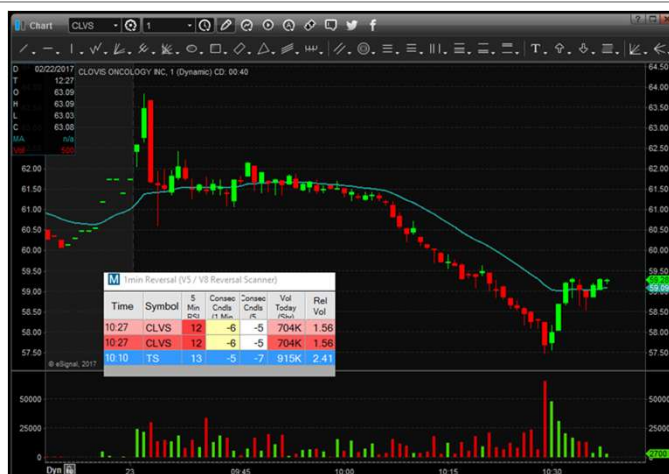 Chart CLVS 1
D 02/22/2017 CLOVIS ONCOLOGY INC, 1 (Dynamic) CD: 00:40
T 12:27
O 63.09
H 63.09
L 63.03
C 63.08
MA n/a
Vol 500
64.50
64.00
63.50
63.00
62.50
62.00 62.00
61.50 61.50
61.00 61.00
60.50 60.50
60.00 60.00
59.50 59.50
59.00 59.09
58.50 58.50
58.00 58.00
57.50 57.50
1min Reversal (V5 / V8 Reversal Scanner)
Time Symbol 5 Min RSI Consec Cndls (1 Min Consec Cndls (5 Vol Today (Shr) Rel Vol
10:27 CLVS 12 -6 -5 704K 1.56
10:27 CLVS 12 -6 -5 704K 1.56
10:10 TS 13 -5 -7 915K 2.41
© eSignal, 2017
50000 50000
25000 25000
0 2700
Dyn 23 09:45 10:00 10:15 10:30